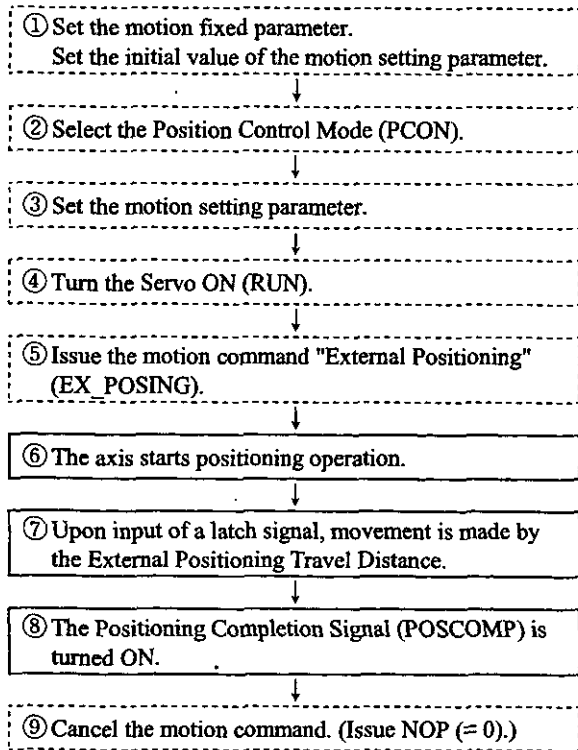 ① Set the motion fixed parameter.
Set the initial value of the motion setting parameter.
② Select the Position Control Mode (PCON).
③ Set the motion setting parameter.
④ Turn the Servo ON (RUN).
⑤ Issue the motion command "External Positioning"
(EX_POSING).
⑥ The axis starts positioning operation.
⑦ Upon input of a latch signal, movement is made by
the External Positioning Travel Distance.
⑧ The Positioning Completion Signal (POSCOMP) is
turned ON.
⑨ Cancel the motion command. (Issue NOP (= 0).)